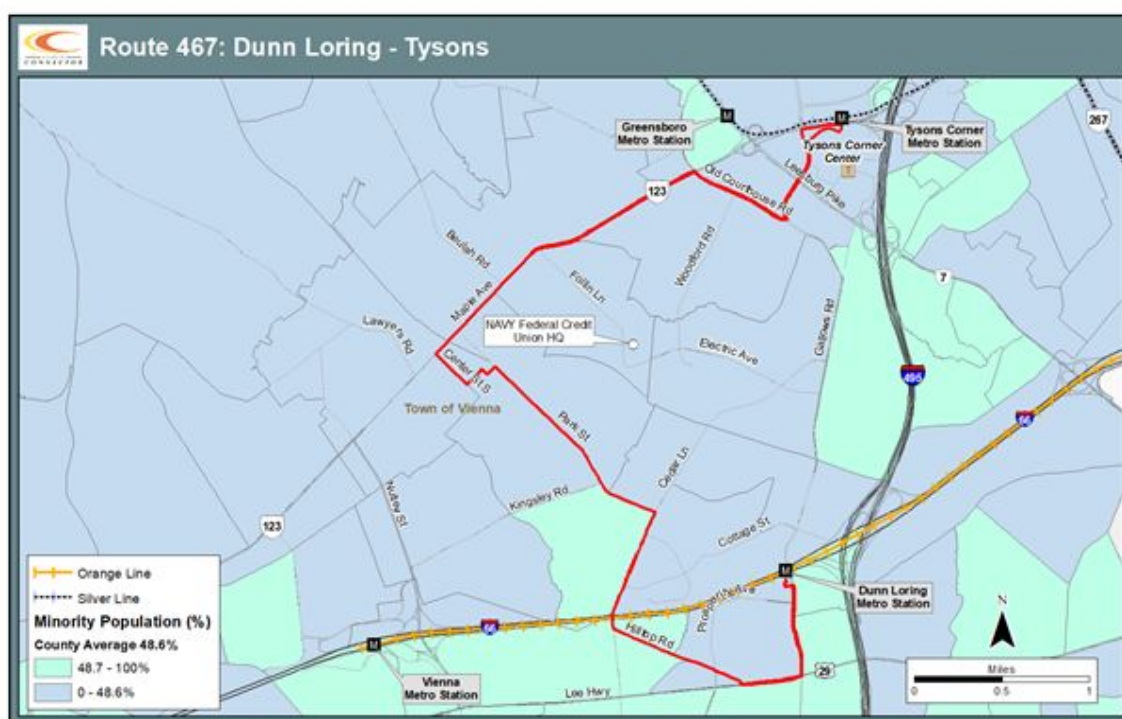 CONNECTOR
Route 467: Dunn Loring - Tysons
Greensboro
Metro Station
Tysons Corner
Metro Station
267
Tysons Corner
Center
T
Leesburg Pike
Old Courthouse Rd
123
Beulah Rd
Woodford Rd
Follin Ln
Maple Ave
7
Lawyers Rd
NAVY Federal Credit
Union HQ
Electric Ave
Gallows Rd
Center St S
495
Town of Vienna
66
Park St
Cedar Ln
Nutley St
Kingsley Rd
123
Cottage St
M
M
M
M
Dunn Loring
Metro Station
Hilltop Rd
66
29
Vienna
Metro Station
Lee Hwy
Orange Line
Silver Line
Minority Population (%)
County Average 48.6%
48.7 - 100%
0 - 48.6%
N
Miles
0 0.5 1